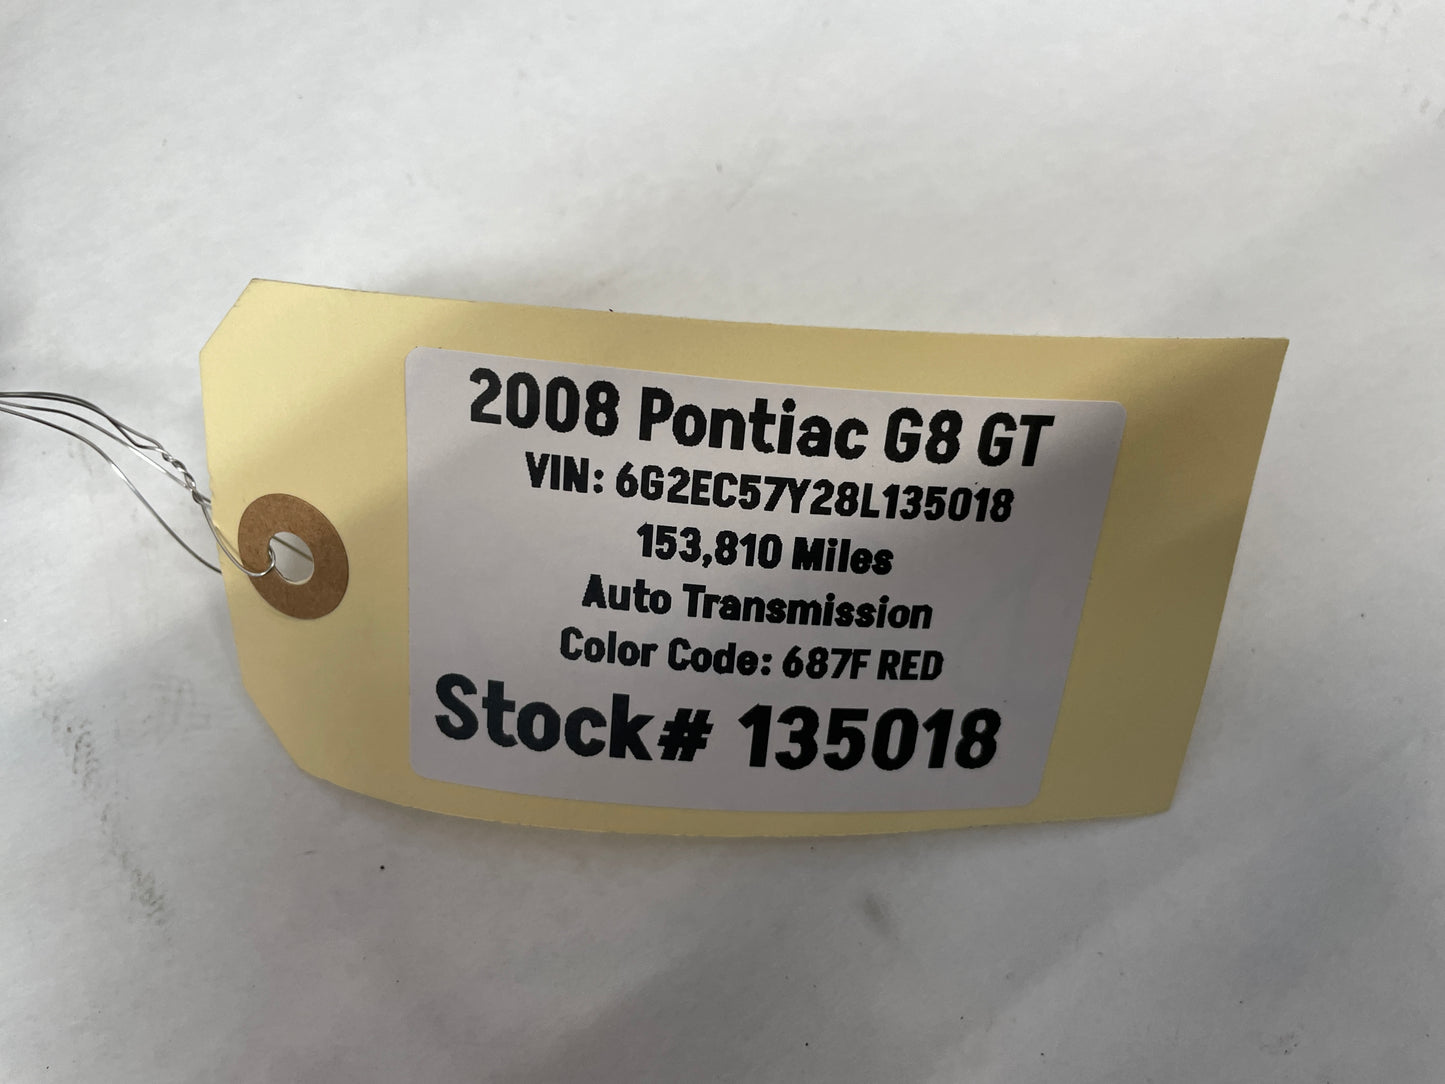 2008 Pontiac G8 GT
VIN: 6G2EC57Y28L135018
153,810 Miles
Auto Transmission
Color Code: 687F RED
Stock# 135018